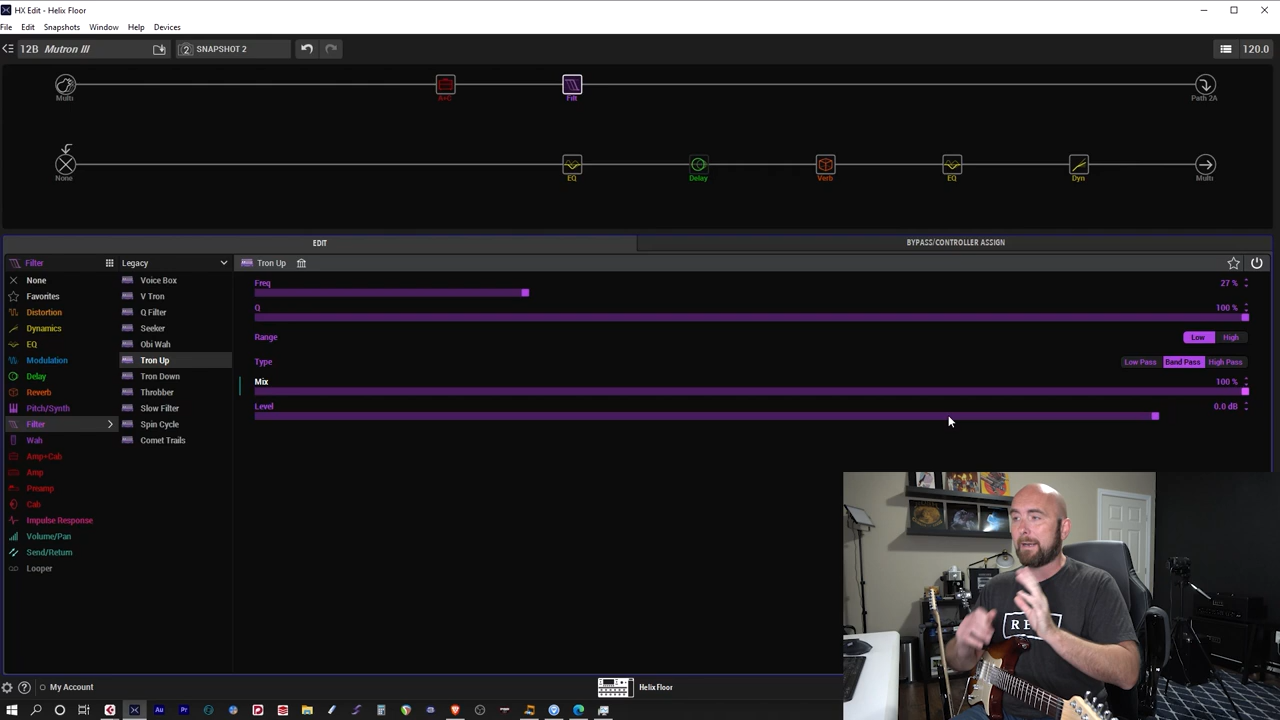 HX Edit - Helix Floor
File Edit Snapshots Window Help Devices
12B Mutron III 2 SNAPSHOT 2 120.0
Multi A+C Filt Path 2A
None EQ Delay Verb EQ Dyn Multi
EDIT BYPASS/CONTROLLER ASSIGN
Filter Legacy Tron Up
None Voice Box Freq 27 %
Favorites V Tron
Distortion Q Filter Q 100 %
Dynamics Seeker Range Low High
EQ Obi Wah
Modulation Tron Up Type Low Pass Band Pass High Pass
Delay Tron Down Mix 100 %
Reverb Throbber
Pitch/Synth Slow Filter Level 0.0 dB
Filter Spin Cycle
Wah Comet Trails
Amp+Cab
Amp
Preamp
Cab
Impulse Response
Volume/Pan
Send/Return
Looper
My Account Helix Floor